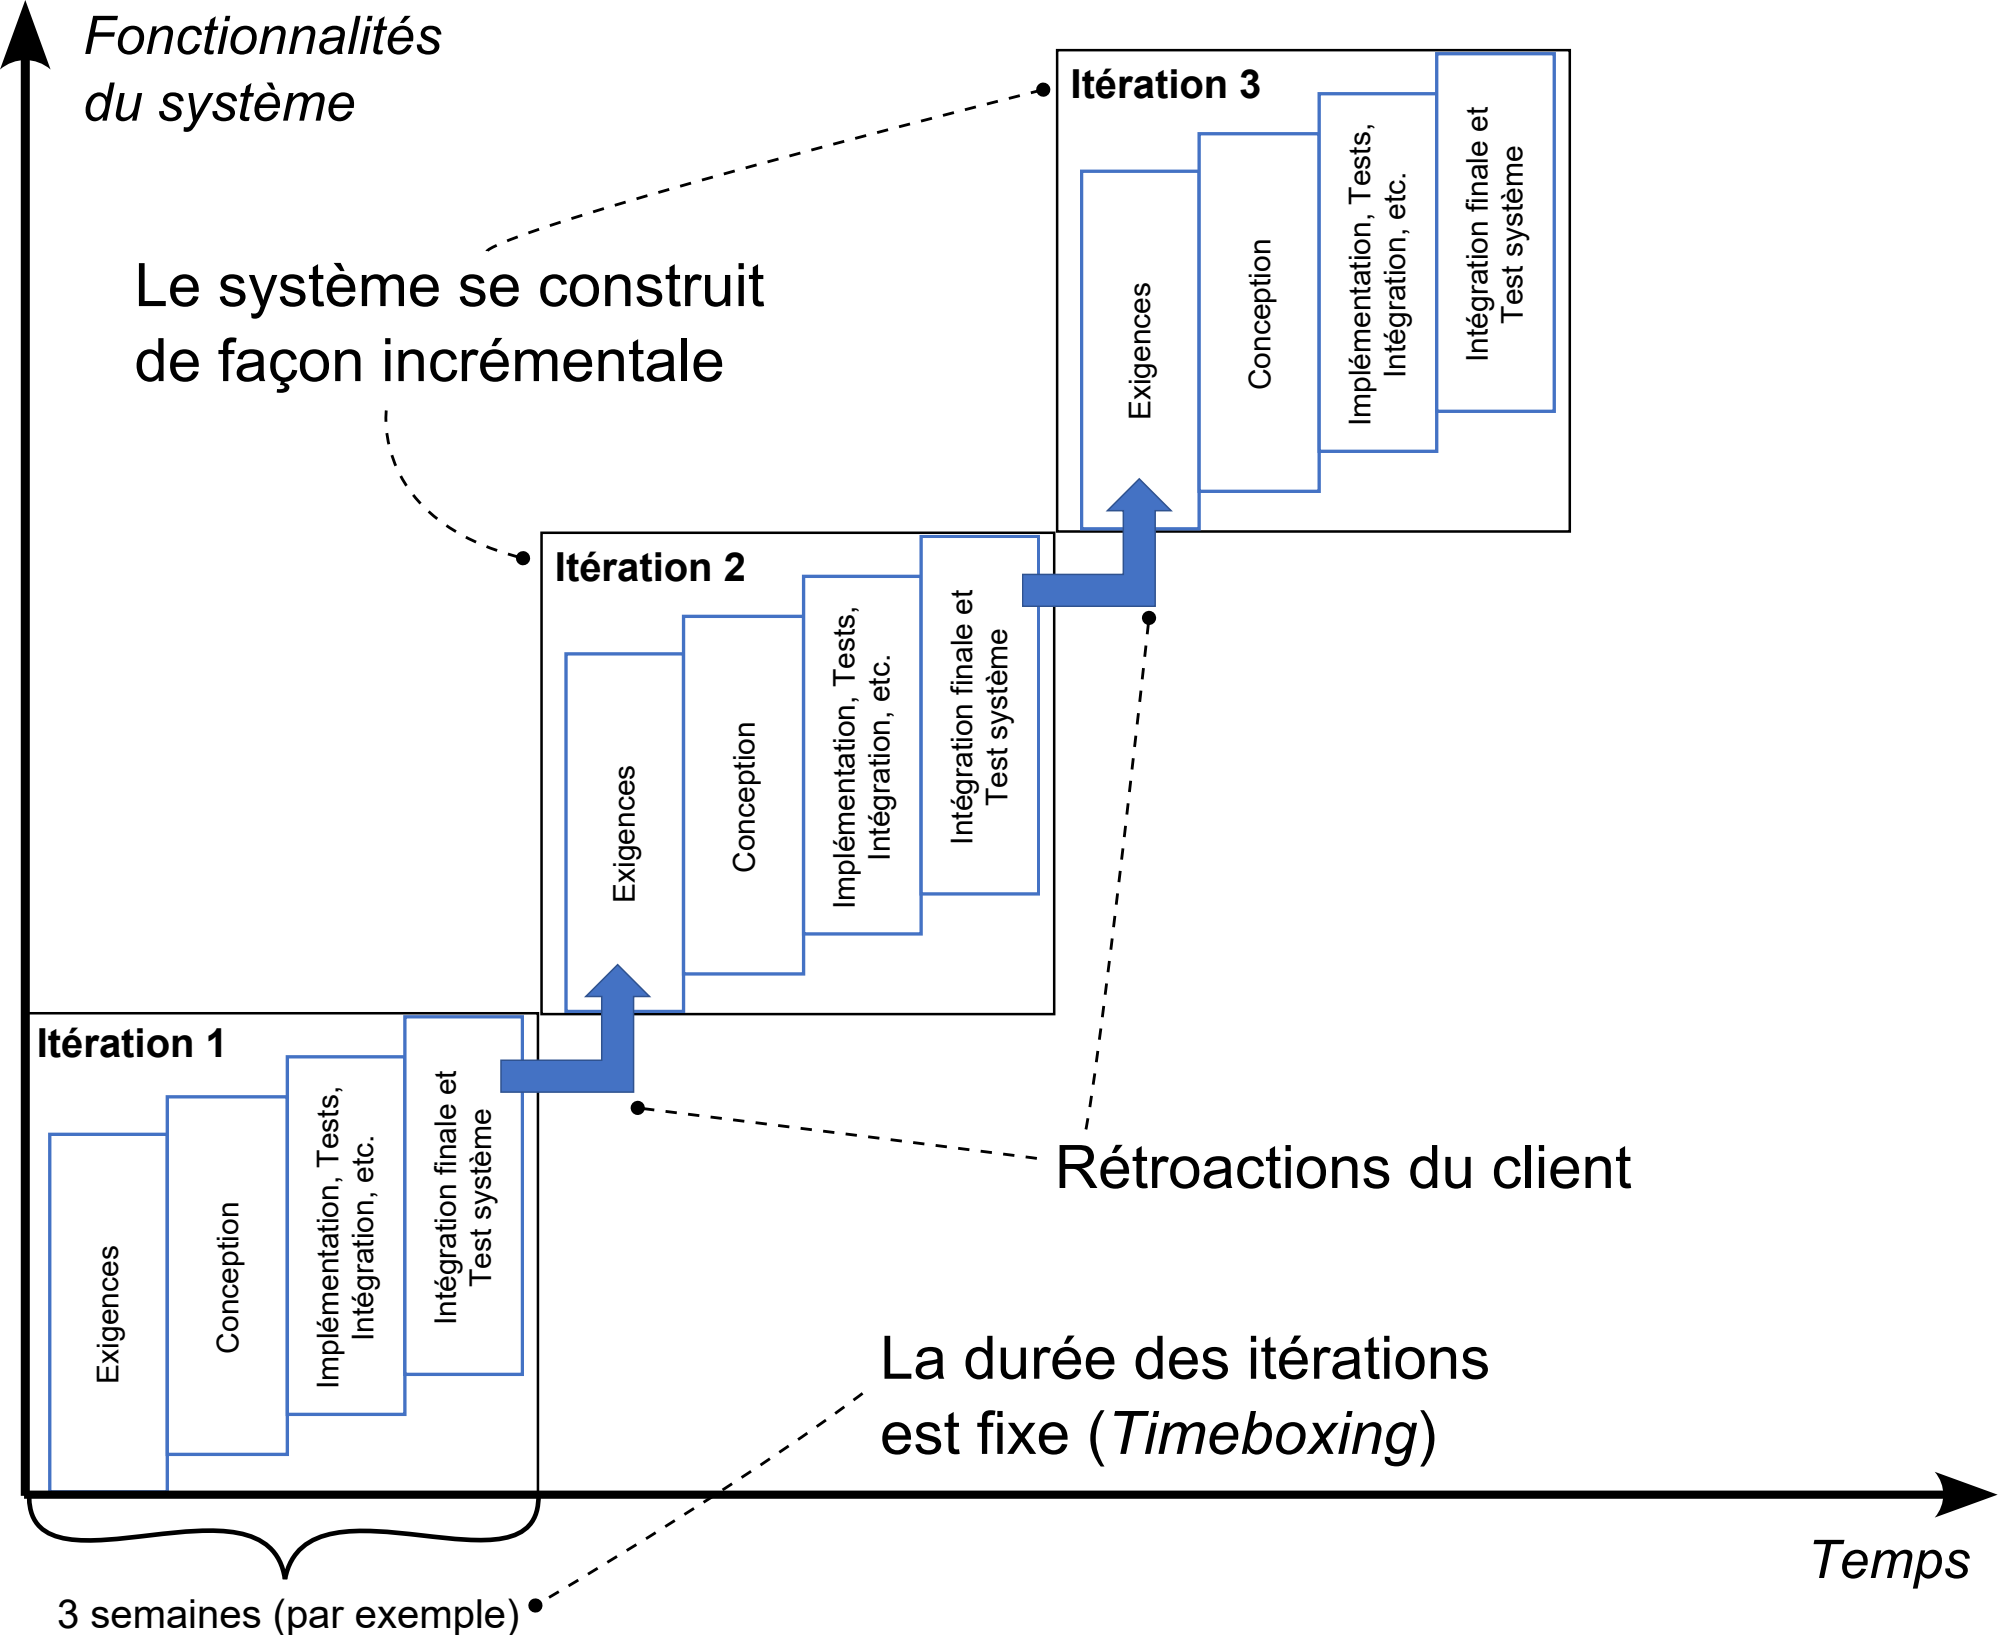 Fonctionnalités
du système
Itération 3
Exigences
Conception
Implémentation, Tests,
Intégration, etc.
Intégration finale et
Test système
Le système se construit
de façon incrémentale
Itération 2
Exigences
Conception
Implémentation, Tests,
Intégration, etc.
Intégration finale et
Test système
Itération 1
Exigences
Conception
Implémentation, Tests,
Intégration, etc.
Intégration finale et
Test système
Rétroactions du client
La durée des itérations
est fixe (Timeboxing)
Temps
3 semaines (par exemple)